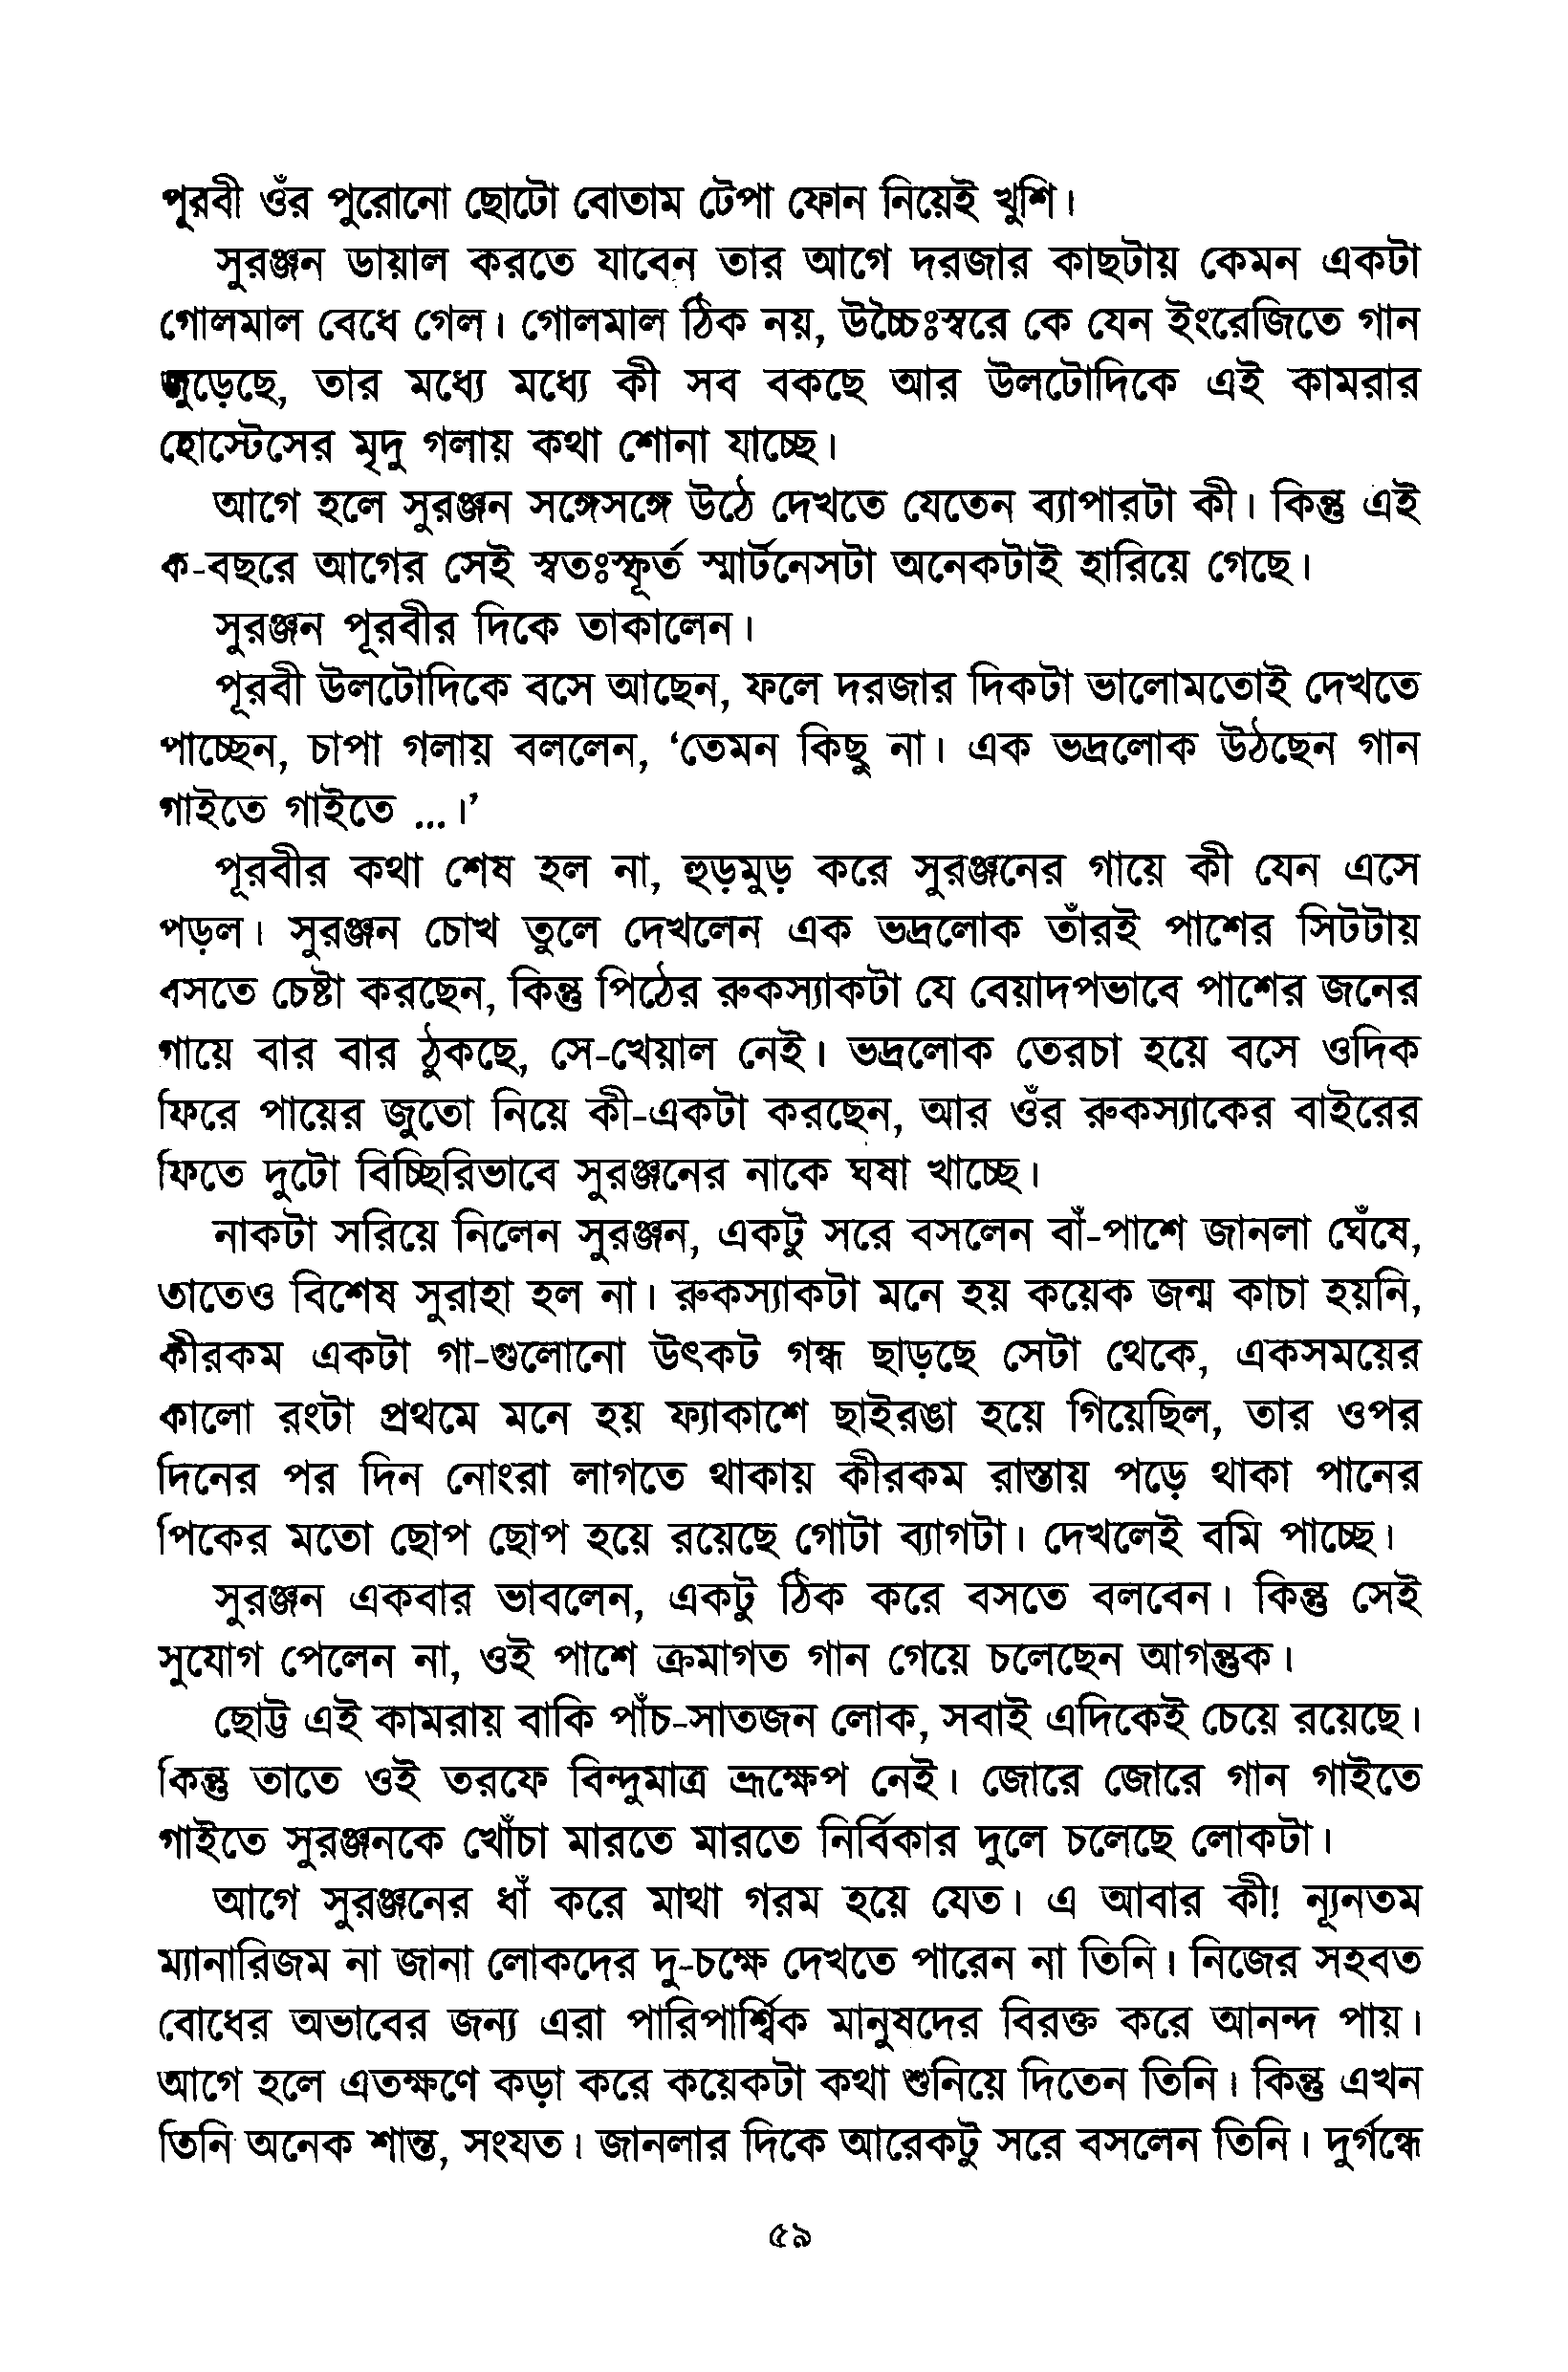 পূরবী ওঁর পুরোনো ছোটো বোতাম টেপা ফোন নিয়েই খুশি।
সুরঞ্জন ডায়াল করতে যাবেন তার আগে দরজার কাছটায় কেমন একটা
গোলমাল বেধে গেল। গোলমাল ঠিক নয়, উচ্চৈঃস্বরে কে যেন ইংরেজিতে গান
জুড়েছে, তার মধ্যে মধ্যে কী সব বকছে আর উলটোদিকে এই কামরার
হোস্টেসের মৃদু গলায় কথা শোনা যাচ্ছে।
আগে হলে সুরঞ্জন সঙ্গেসঙ্গে উঠে দেখতে যেতেন ব্যাপারটা কী। কিন্তু এই
ক-বছরে আগের সেই স্বতঃস্ফূর্ত স্মার্টনেসটা অনেকটাই হারিয়ে গেছে।
সুরঞ্জন পূরবীর দিকে তাকালেন।
পূরবী উলটোদিকে বসে আছেন, ফলে দরজার দিকটা ভালোমতোই দেখতে
পাচ্ছেন, চাপা গলায় বললেন, ‘তেমন কিছু না। এক ভদ্রলোক উঠছেন গান
গাইতে গাইতে ...।’
পূরবীর কথা শেষ হল না, হুড়মুড় করে সুরঞ্জনের গায়ে কী যেন এসে
পড়ল। সুরঞ্জন চোখ তুলে দেখলেন এক ভদ্রলোক তাঁরই পাশের সিটটায়
বসতে চেষ্টা করছেন, কিন্তু পিঠের রুকস্যাকটা যে বেয়াদপভাবে পাশের জনের
গায়ে বার বার ঠুকছে, সে-খেয়াল নেই। ভদ্রলোক তেরচা হয়ে বসে ওদিক
ফিরে পায়ের জুতো নিয়ে কী-একটা করছেন, আর ওঁর রুকস্যাকের বাইরের
ফিতে দুটো বিচ্ছিরিভাবে সুরঞ্জনের নাকে ঘষা খাচ্ছে।
নাকটা সরিয়ে নিলেন সুরঞ্জন, একটু সরে বসলেন বাঁ-পাশে জানলা ঘেঁষে,
তাতেও বিশেষ সুরাহা হল না। রুকস্যাকটা মনে হয় কয়েক জন্ম কাচা হয়নি,
কীরকম একটা গা-গুলোনো উৎকট গন্ধ ছাড়ছে সেটা থেকে, একসময়ের
কালো রংটা প্রথমে মনে হয় ফ্যাকাশে ছাইরঙা হয়ে গিয়েছিল, তার ওপর
দিনের পর দিন নোংরা লাগতে থাকায় কীরকম রাস্তায় পড়ে থাকা পানের
পিকের মতো ছোপ ছোপ হয়ে রয়েছে গোটা ব্যাগটা। দেখলেই বমি পাচ্ছে।
সুরঞ্জন একবার ভাবলেন, একটু ঠিক করে বসতে বলবেন। কিন্তু সেই
সুযোগ পেলেন না, ওই পাশে ক্রমাগত গান গেয়ে চলেছেন আগন্তুক।
ছোট্ট এই কামরায় বাকি পাঁচ-সাতজন লোক, সবাই এদিকেই চেয়ে রয়েছে।
কিন্তু তাতে ওই তরফে বিন্দুমাত্র ভ্রূক্ষেপ নেই। জোরে জোরে গান গাইতে
গাইতে সুরঞ্জনকে খোঁচা মারতে মারতে নির্বিকার দুলে চলেছে লোকটা।
আগে সুরঞ্জনের ধাঁ করে মাথা গরম হয়ে যেত। এ আবার কী! ন্যূনতম
ম্যানারিজম না জানা লোকদের দু-চক্ষে দেখতে পারেন না তিনি। নিজের সহবত
বোধের অভাবের জন্য এরা পারিপার্শ্বিক মানুষদের বিরক্ত করে আনন্দ পায়।
আগে হলে এতক্ষণে কড়া করে কয়েকটা কথা শুনিয়ে দিতেন তিনি। কিন্তু এখন
তিনি অনেক শান্ত, সংযত। জানলার দিকে আরেকটু সরে বসলেন তিনি। দুর্গন্ধে
৫৯